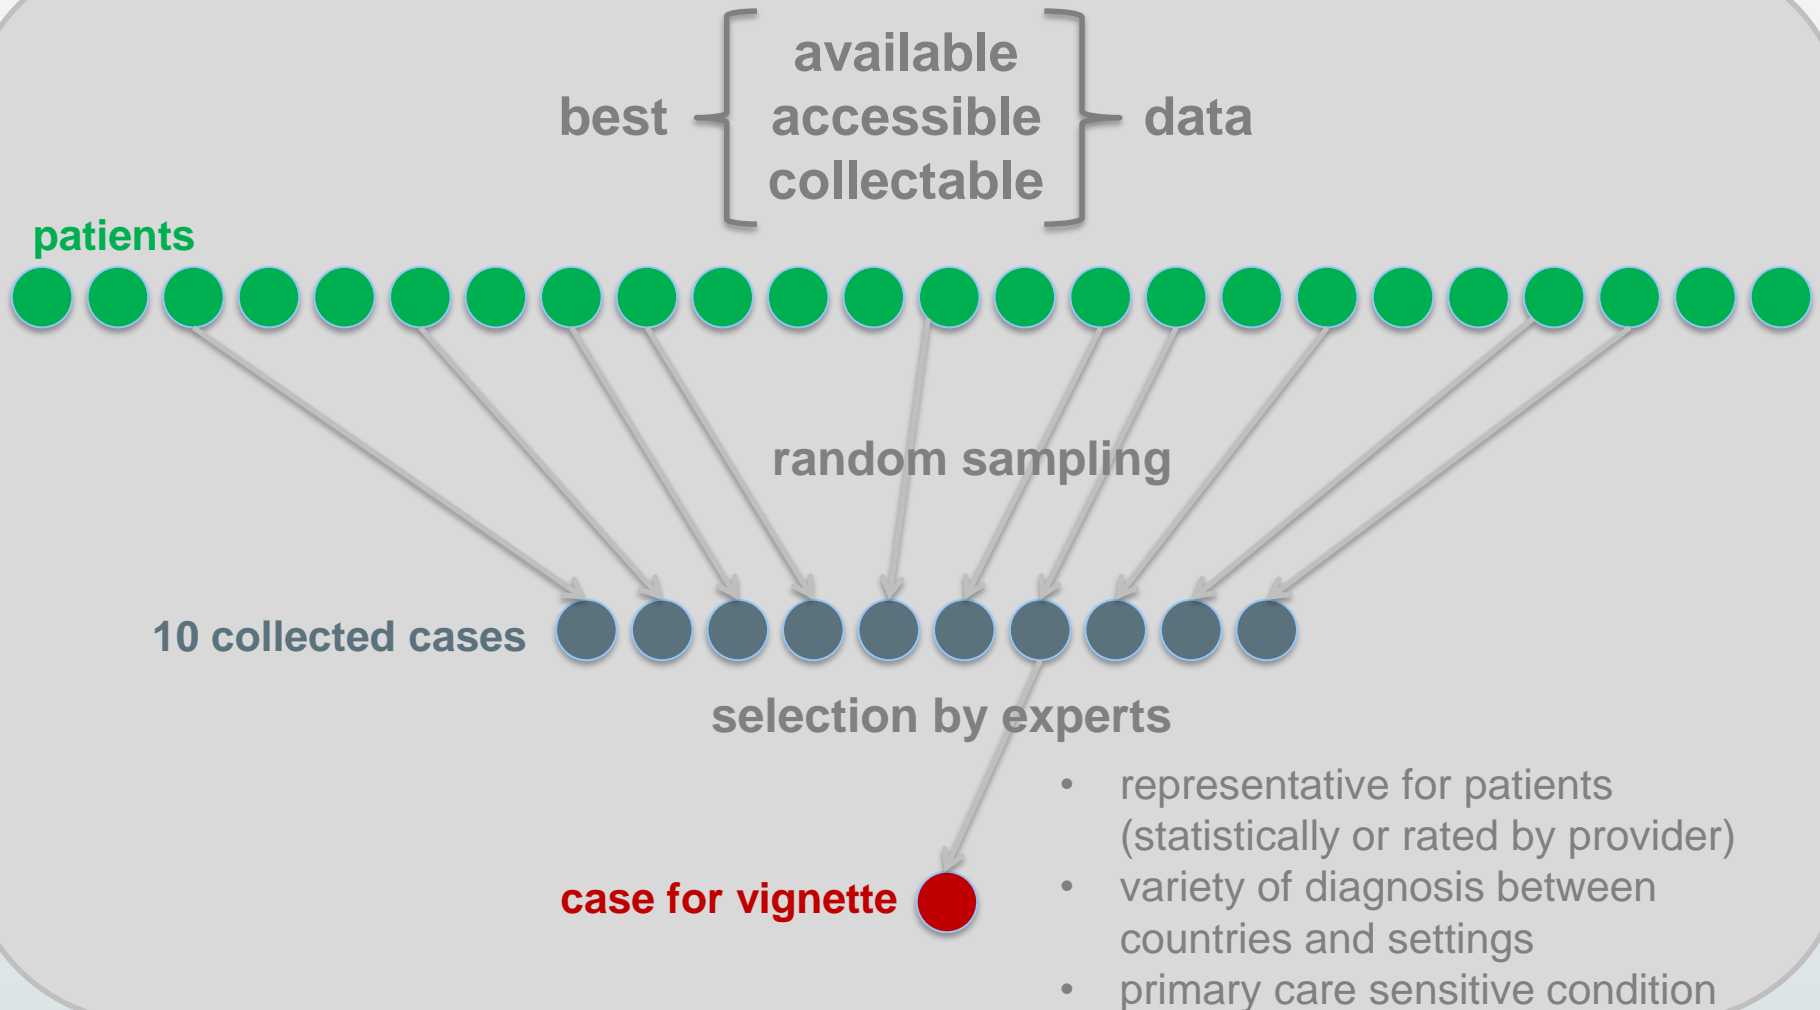 available
best accessible data
collectable
patients
random sampling
10 collected cases
selection by experts
• representative for patients
(statistically or rated by provider)
• variety of diagnosis between
case for vignette
countries and settings
• primary care sensitive condition